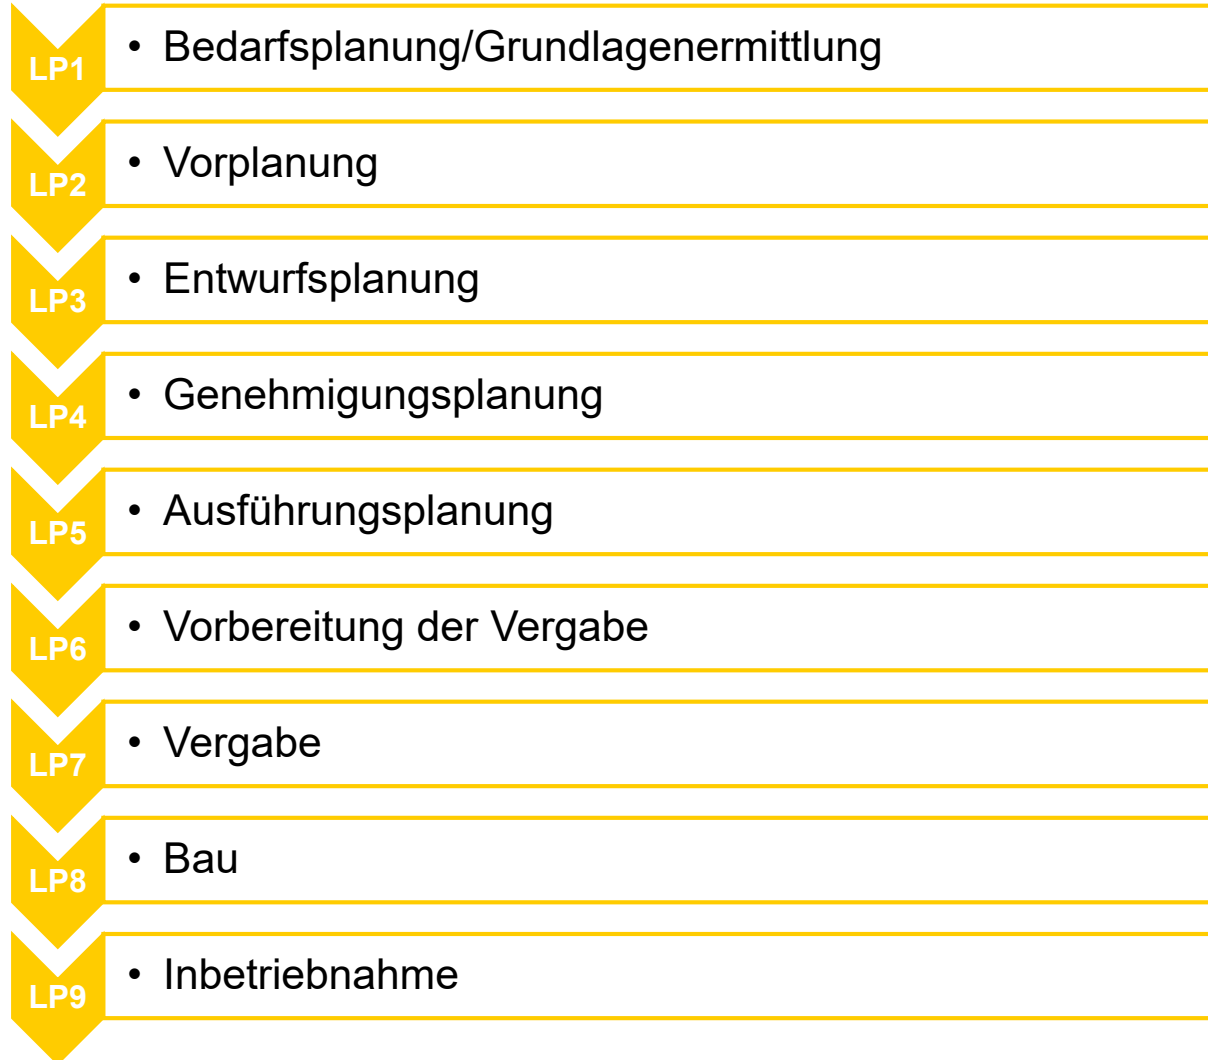 LP1
• Bedarfsplanung/Grundlagenermittlung
LP2
• Vorplanung
LP3
• Entwurfsplanung
LP4
• Genehmigungsplanung
LP5
• Ausführungsplanung
LP6
• Vorbereitung der Vergabe
LP7
• Vergabe
LP8
• Bau
LP9
• Inbetriebnahme